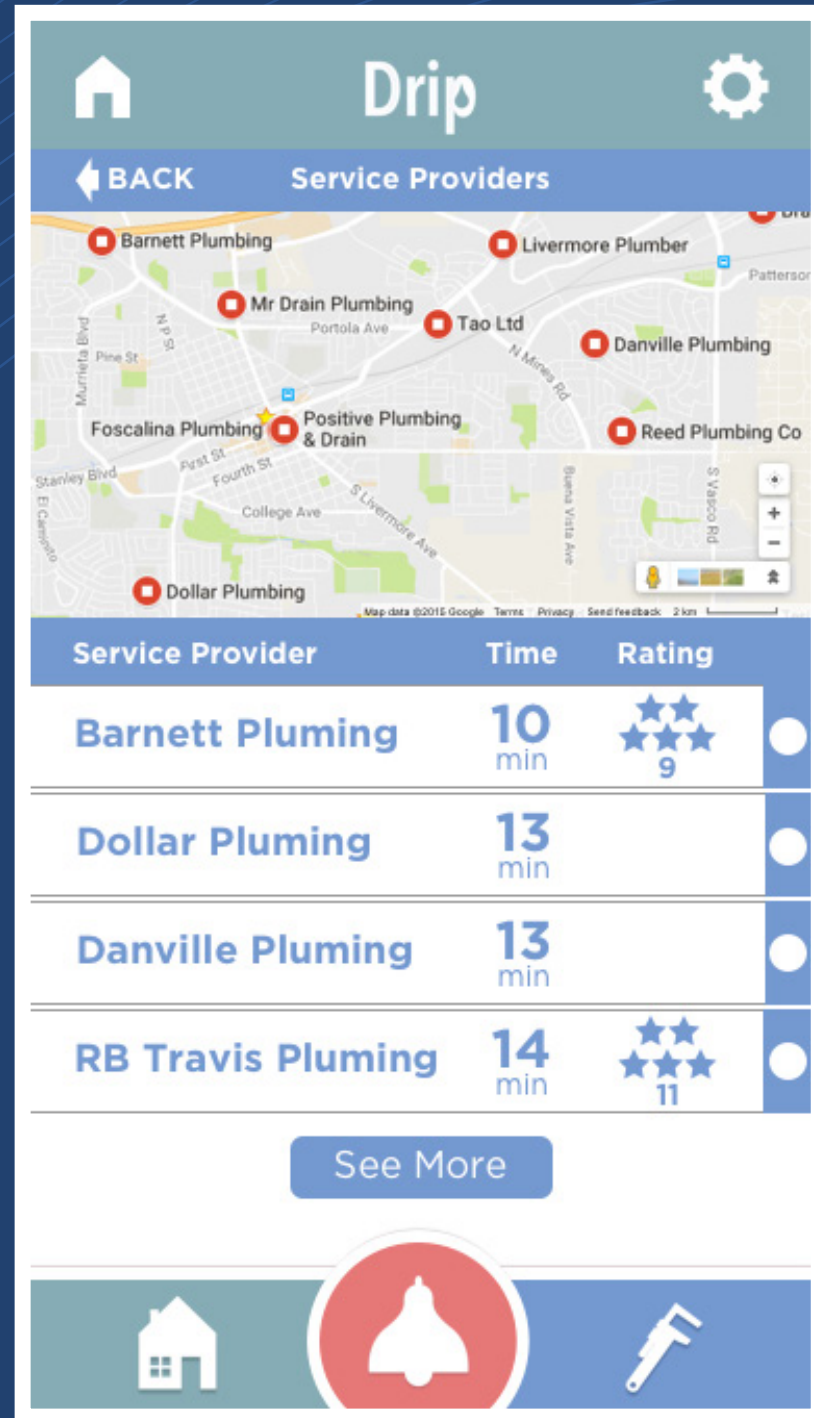 Drip
BACK Service Providers
Barnett Plumbing
Livermore Plumber
Patterson
Mr Drain Plumbing
Portola Ave
Tao Ltd
Murrieta Blvd
N P St
Pine St
N Mines Rd
Danville Plumbing
Foscalina Plumbing
Positive Plumbing
& Drain
Reed Plumbing Co
First St
Fourth St
Stanley Blvd
El Caminito
College Ave
S Livermore Ave
Buena Vista Ave
S Vasco Rd
Dollar Plumbing
Map data ©2015 Google Terms Privacy Send feedback 2 km
Service Provider Time Rating
Barnett Pluming 10 min 9
Dollar Pluming 13 min
Danville Pluming 13 min
RB Travis Pluming 14 min 11
See More